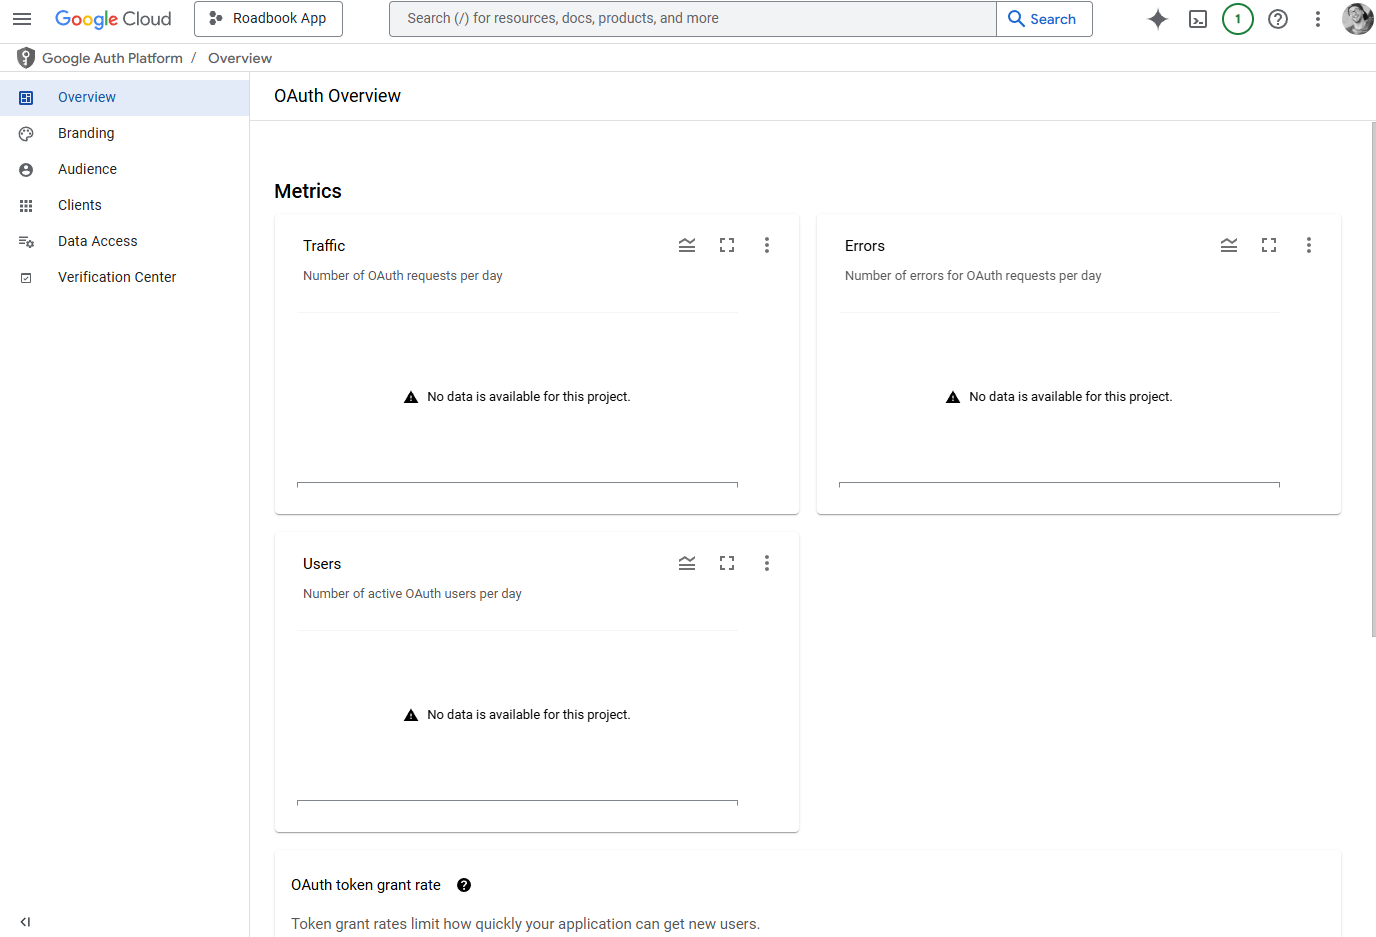 Google Cloud
Roadbook App
Search (/) for resources, docs, products, and more
Search
1
Google Auth Platform / Overview
Overview
Branding
Audience
Clients
Data Access
Verification Center
OAuth Overview
Metrics
Traffic
Number of OAuth requests per day
No data is available for this project.
Errors
Number of errors for OAuth requests per day
No data is available for this project.
Users
Number of active OAuth users per day
No data is available for this project.
OAuth token grant rate
Token grant rates limit how quickly your application can get new users.